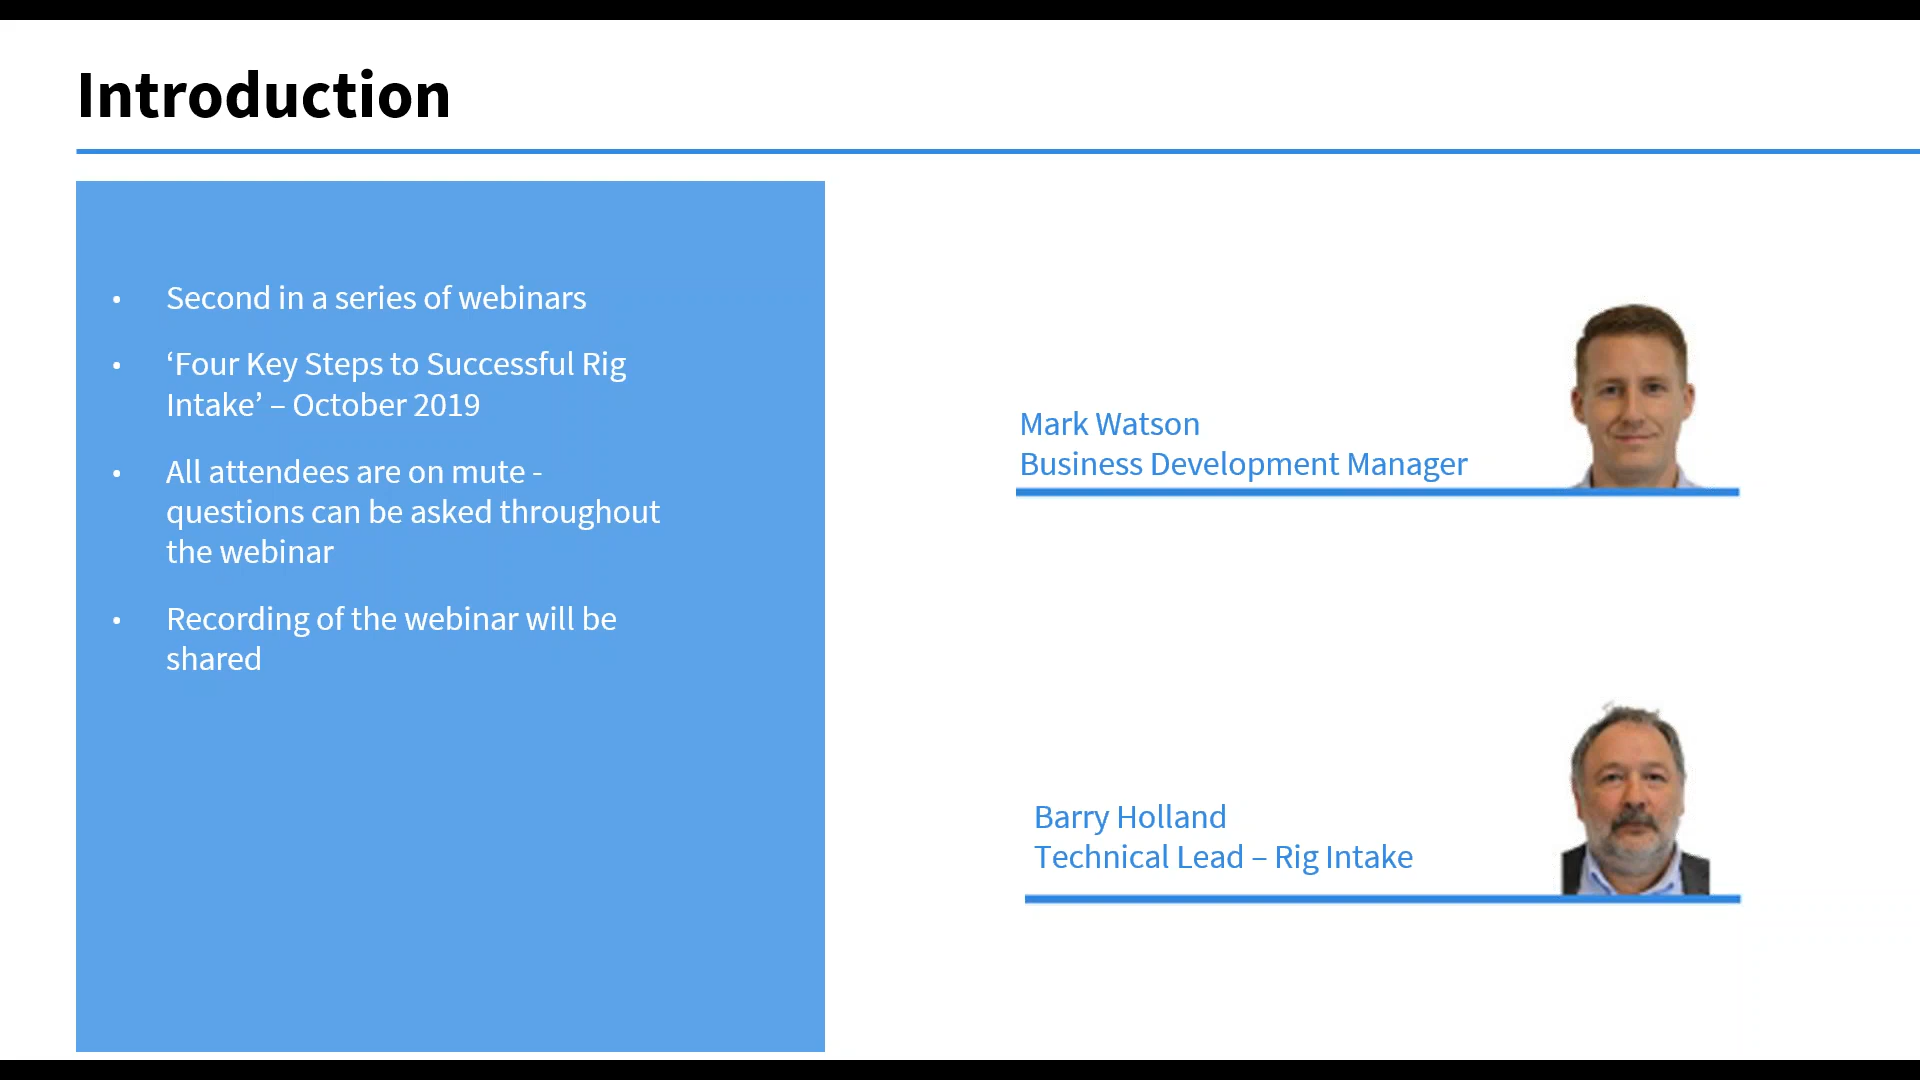 Introduction
• Second in a series of webinars
• ‘Four Key Steps to Successful Rig
Intake’ – October 2019
• All attendees are on mute -
questions can be asked throughout
the webinar
• Recording of the webinar will be
shared
Mark Watson
Business Development Manager
Barry Holland
Technical Lead – Rig Intake